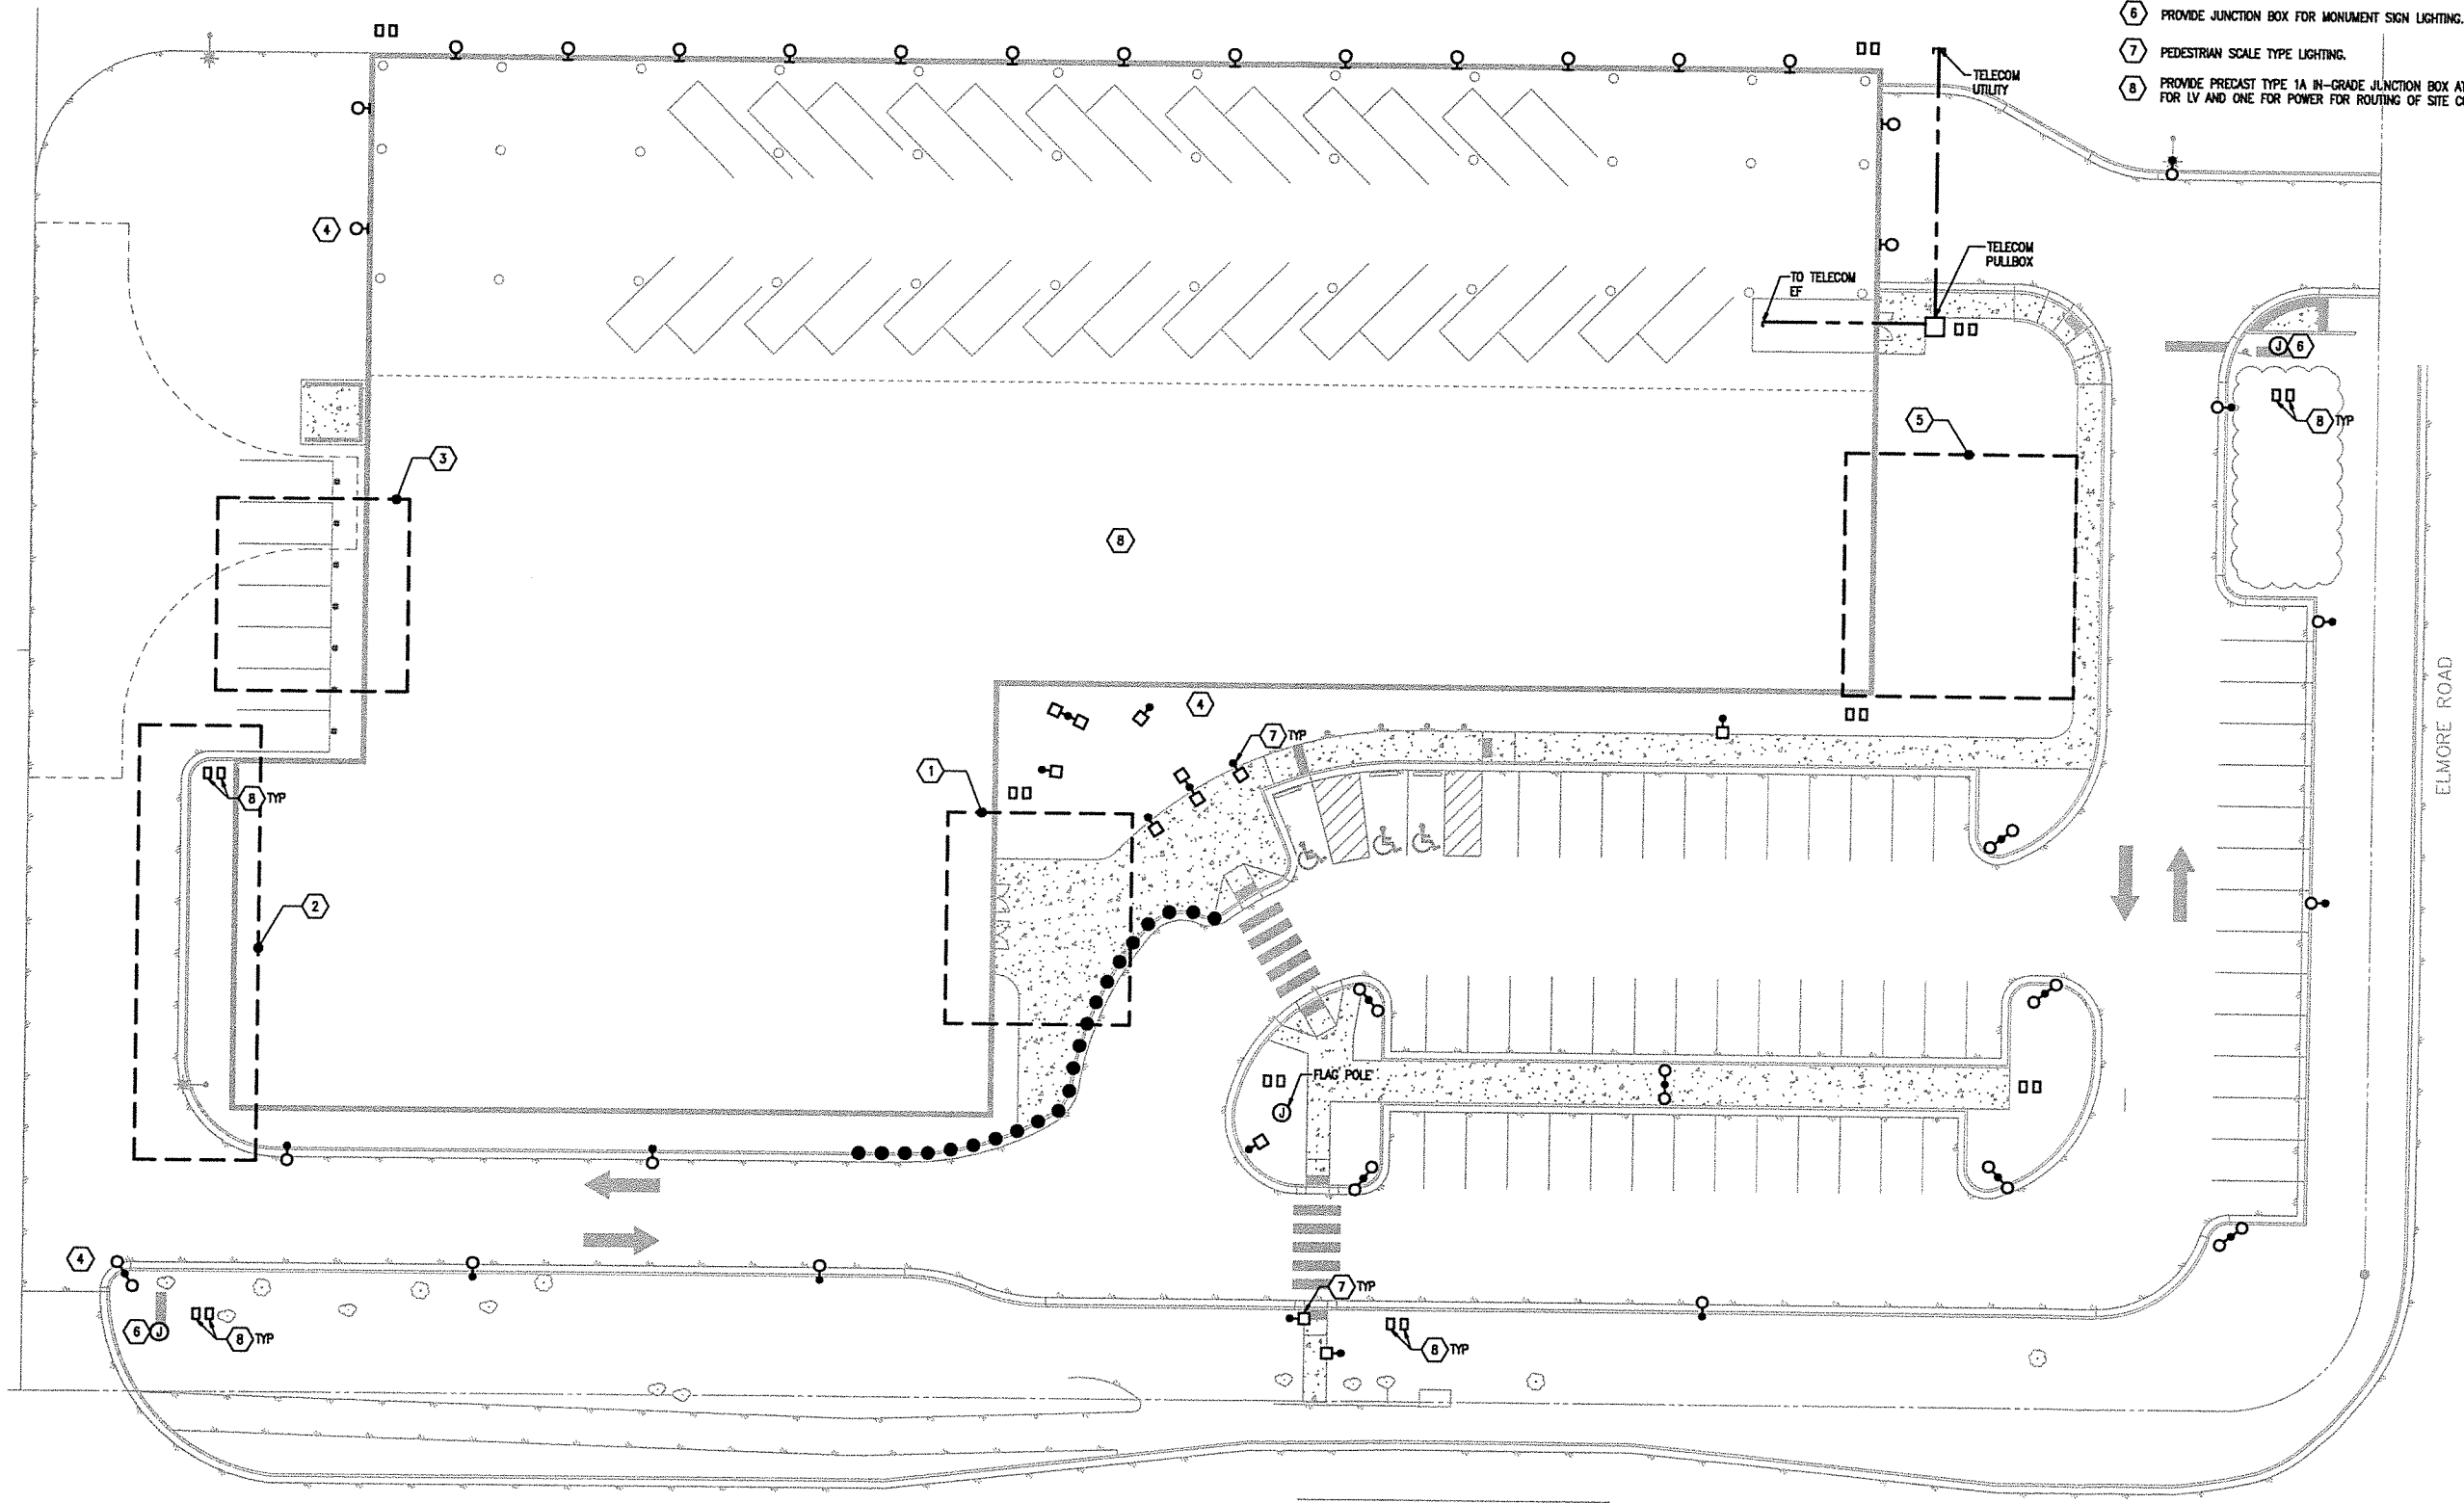 6 PROVIDE JUNCTION BOX FOR MONUMENT SIGN LIGHTING.
7 PEDESTRIAN SCALE TYPE LIGHTING.
8 PROVIDE PRECAST TYPE 1A IN-GRADE JUNCTION BOX
FOR LV AND ONE FOR POWER FOR ROUTING OF SITE
TELECOM
UTILITY
4
TELECOM
PULLBOX
TO TELECOM
EF
J 6
8 TYP
5
3
8
ELMORE ROAD
4
7 TYP
1
8 TYP
2
FLAG POLE
J
4
7 TYP
6 J
8 TYP
8 TYP